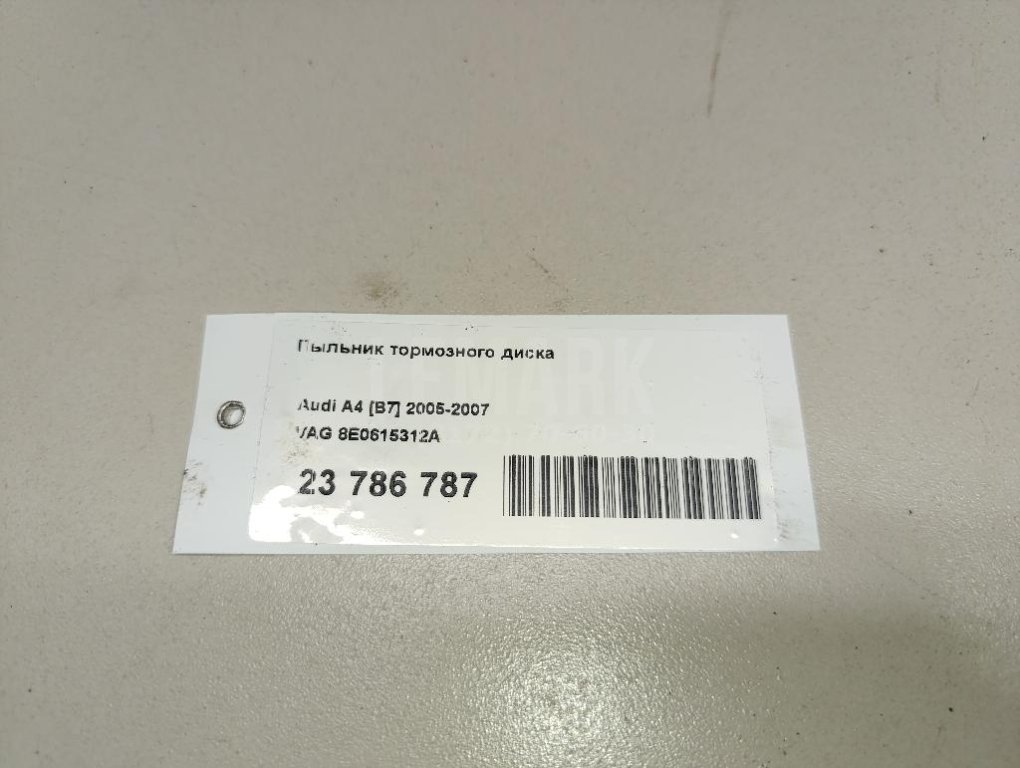 Пыльник тормозного диска
Audi A4 [B7] 2005-2007
VAG 8E0615312A
23 786 787